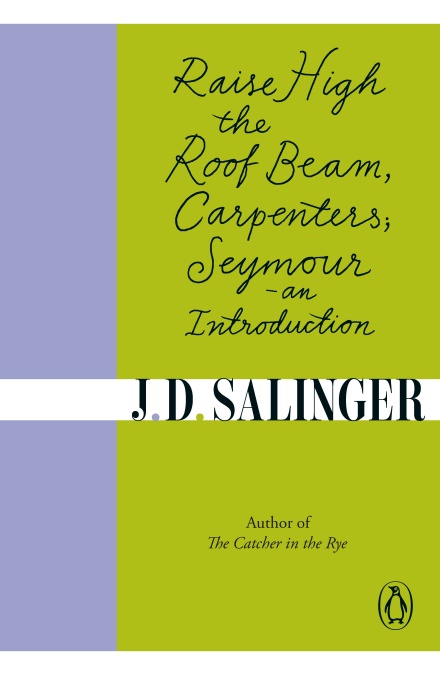 Raise High
the
Roof Beam,
Carpenters;
Seymour
–an
Introduction
J. D. SALINGER
Author of
The Catcher in the Rye